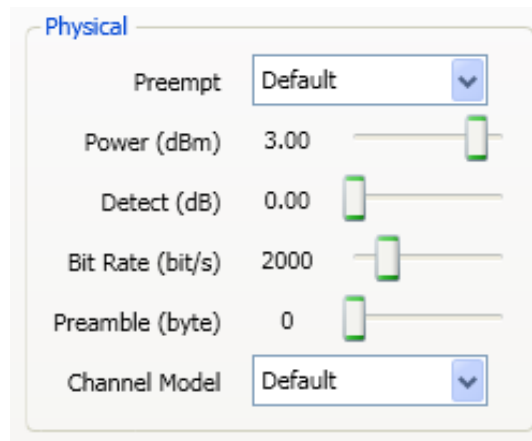 Physical
Preempt Default
Power (dBm) 3.00
Detect (dB) 0.00
Bit Rate (bit/s) 2000
Preamble (byte) 0
Channel Model Default